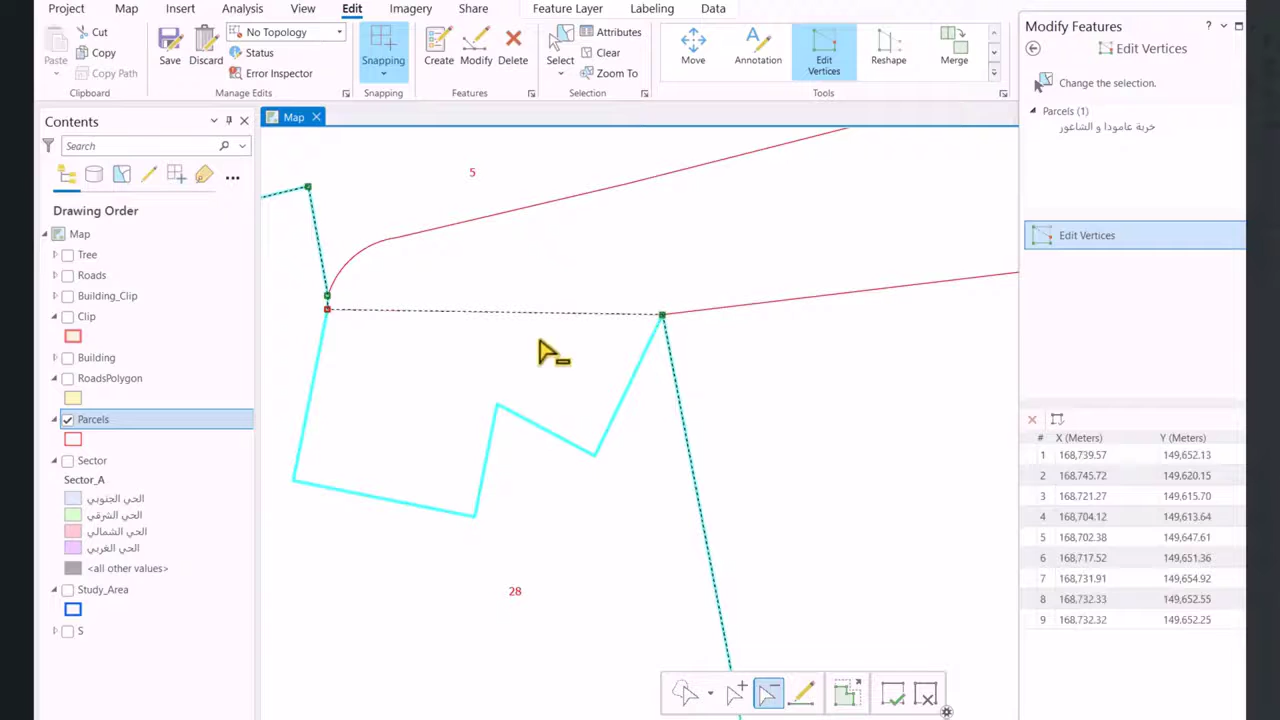 Project Map Insert Analysis View Edit Imagery Share Feature Layer Labeling Data
Paste
Cut
Copy
Copy Path
Clipboard
Save
Discard
No Topology
Status
Error Inspector
Manage Edits
Snapping
Snapping
Create
Modify
Delete
Features
Select
Attributes
Clear
Zoom To
Selection
Move
Annotation
Edit
Vertices
Reshape
Merge
Tools
Contents
Search
Drawing Order
Map
Tree
Roads
Building_Clip
Clip
Building
RoadsPolygon
Parcels
Sector
Sector_A
الحي الجنوبي
الحي الشرقي
الحي الشمالي
الحي الغربي
<all other values>
Study_Area
S
Map
5
28
Modify Features ?
Edit Vertices
Change the selection.
Parcels (1)
خربة عامودا و الشاغور
Edit Vertices
# X (Meters) Y (Meters)
1 168,739.57 149,652.13
2 168,745.72 149,620.15
3 168,721.27 149,615.70
4 168,704.12 149,613.64
5 168,702.38 149,647.61
6 168,717.52 149,651.36
7 168,731.91 149,654.92
8 168,732.33 149,652.55
9 168,732.32 149,652.25